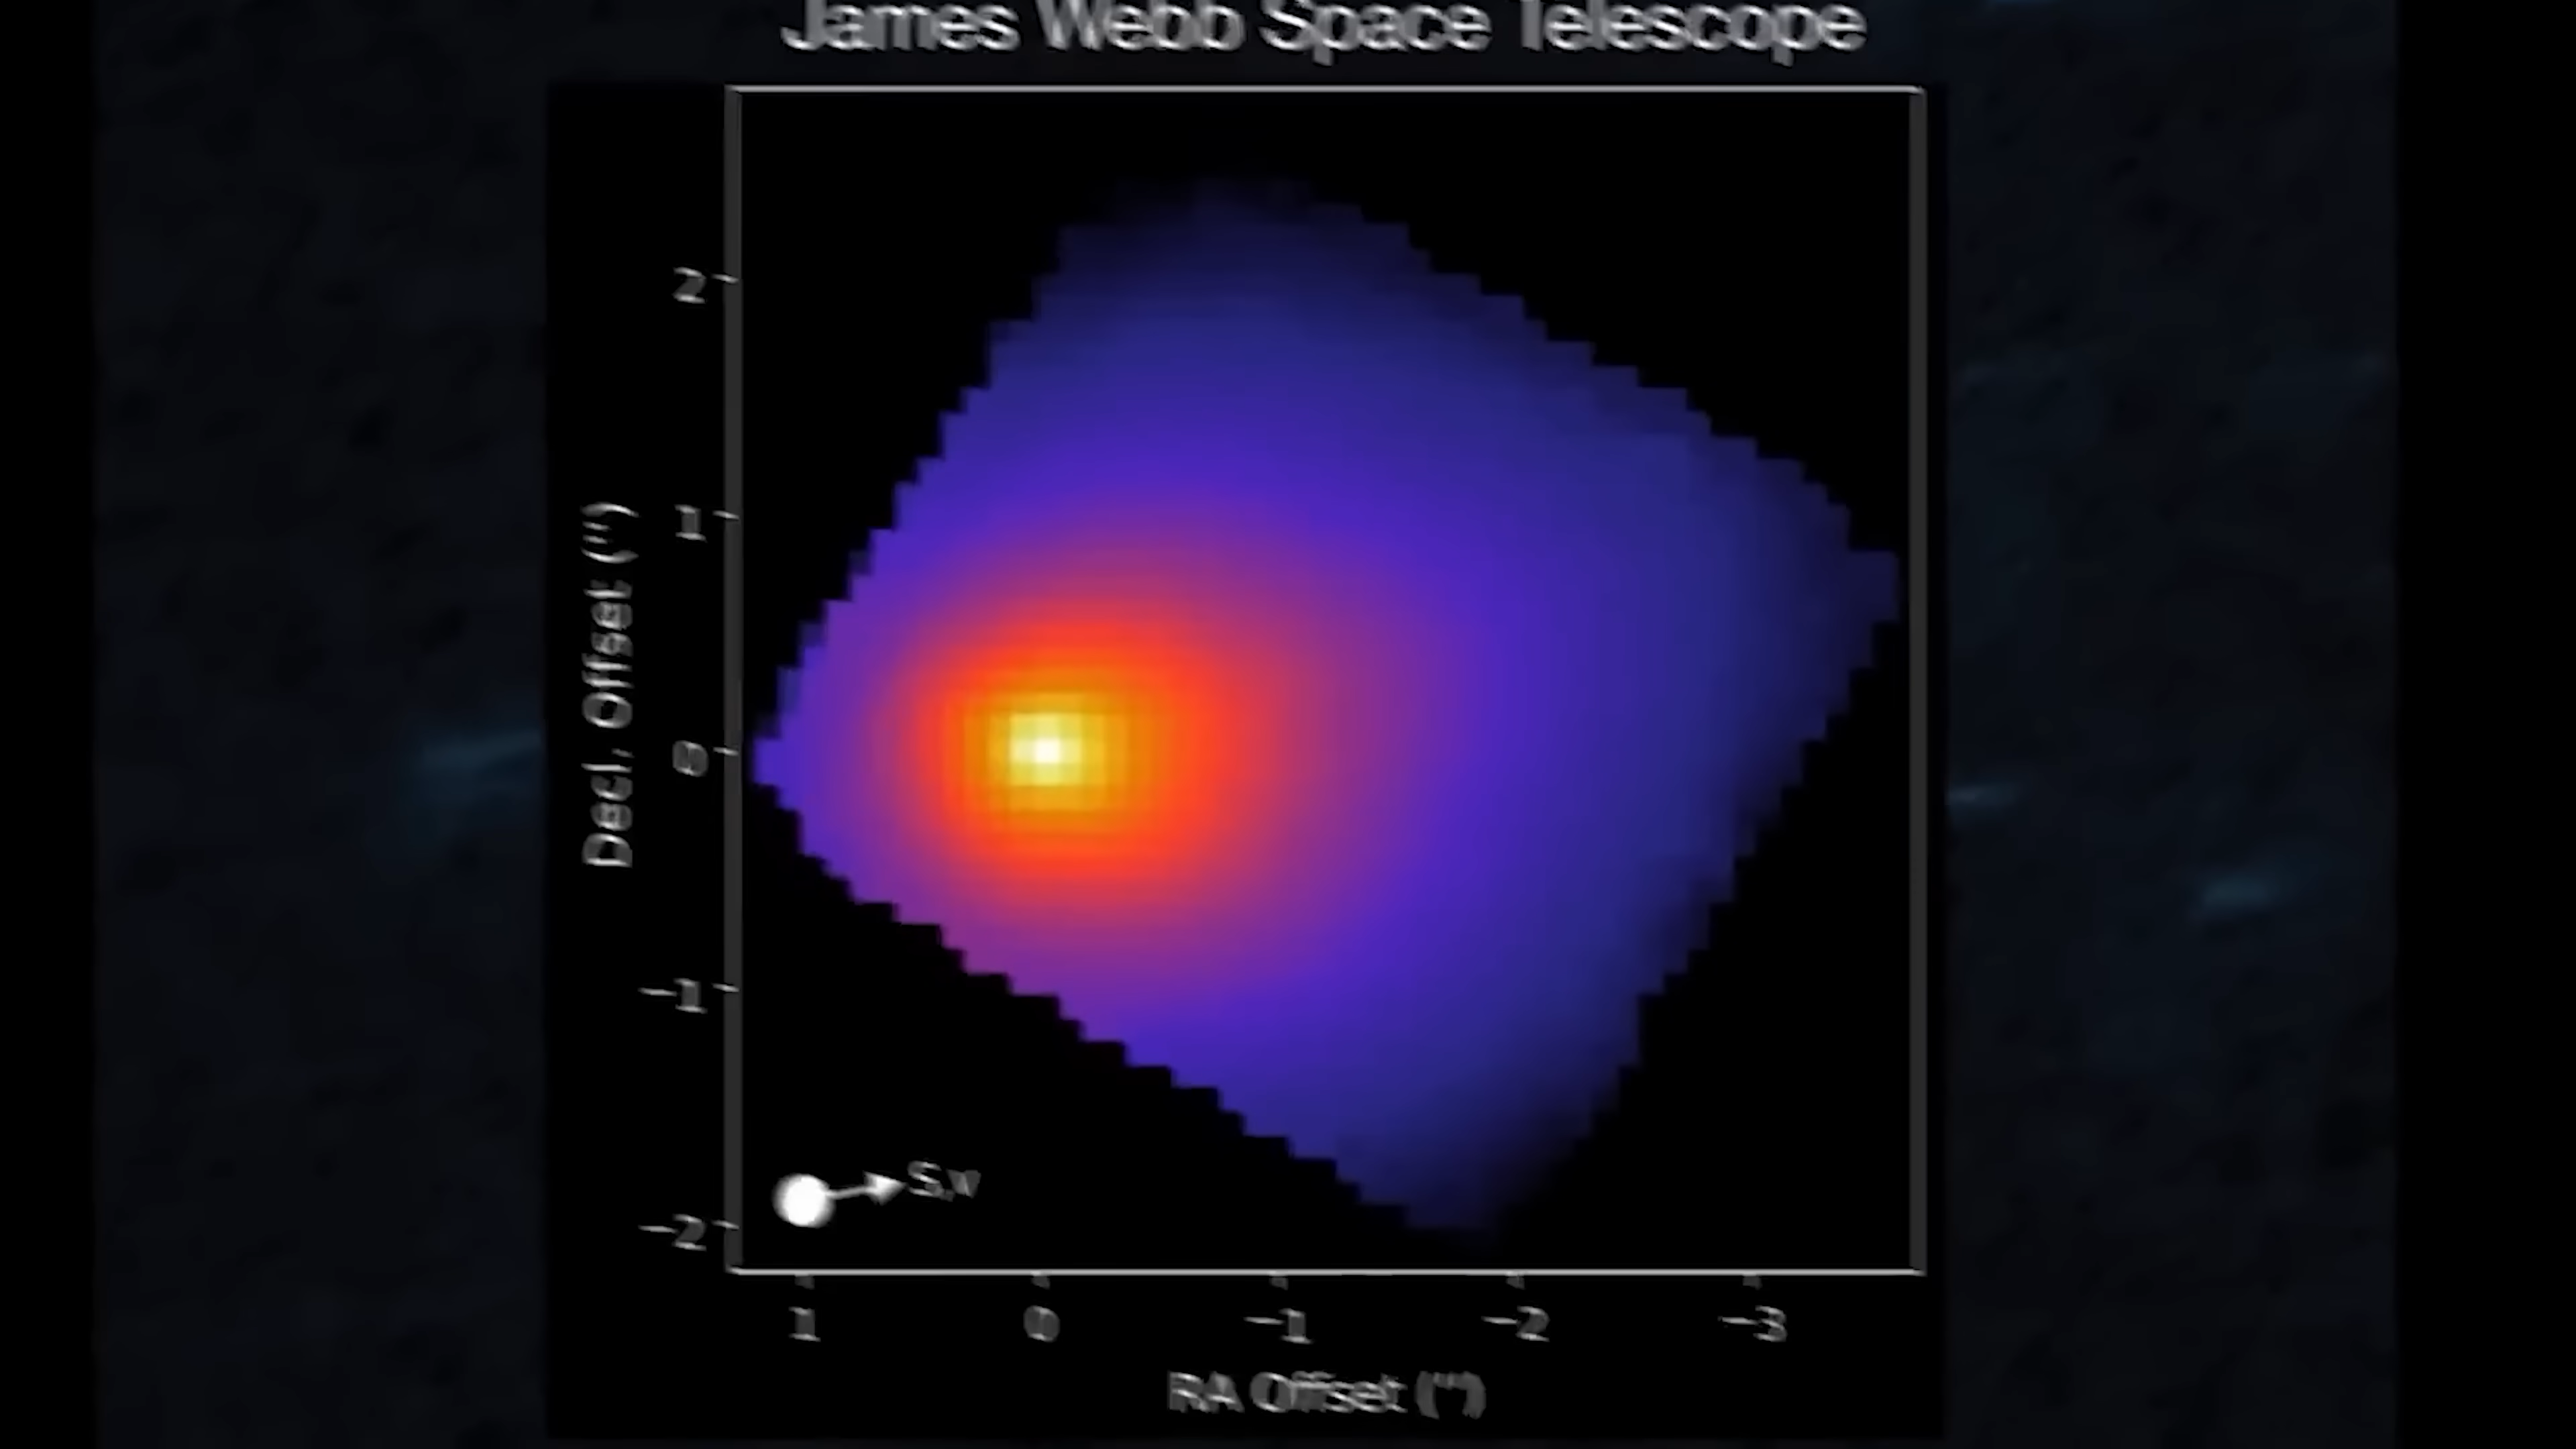 James Webb Space Telescope
2
1
0
−1
−2
Decl. Offset (")
S,v
1
0
−1
−2
−3
RA Offset (")